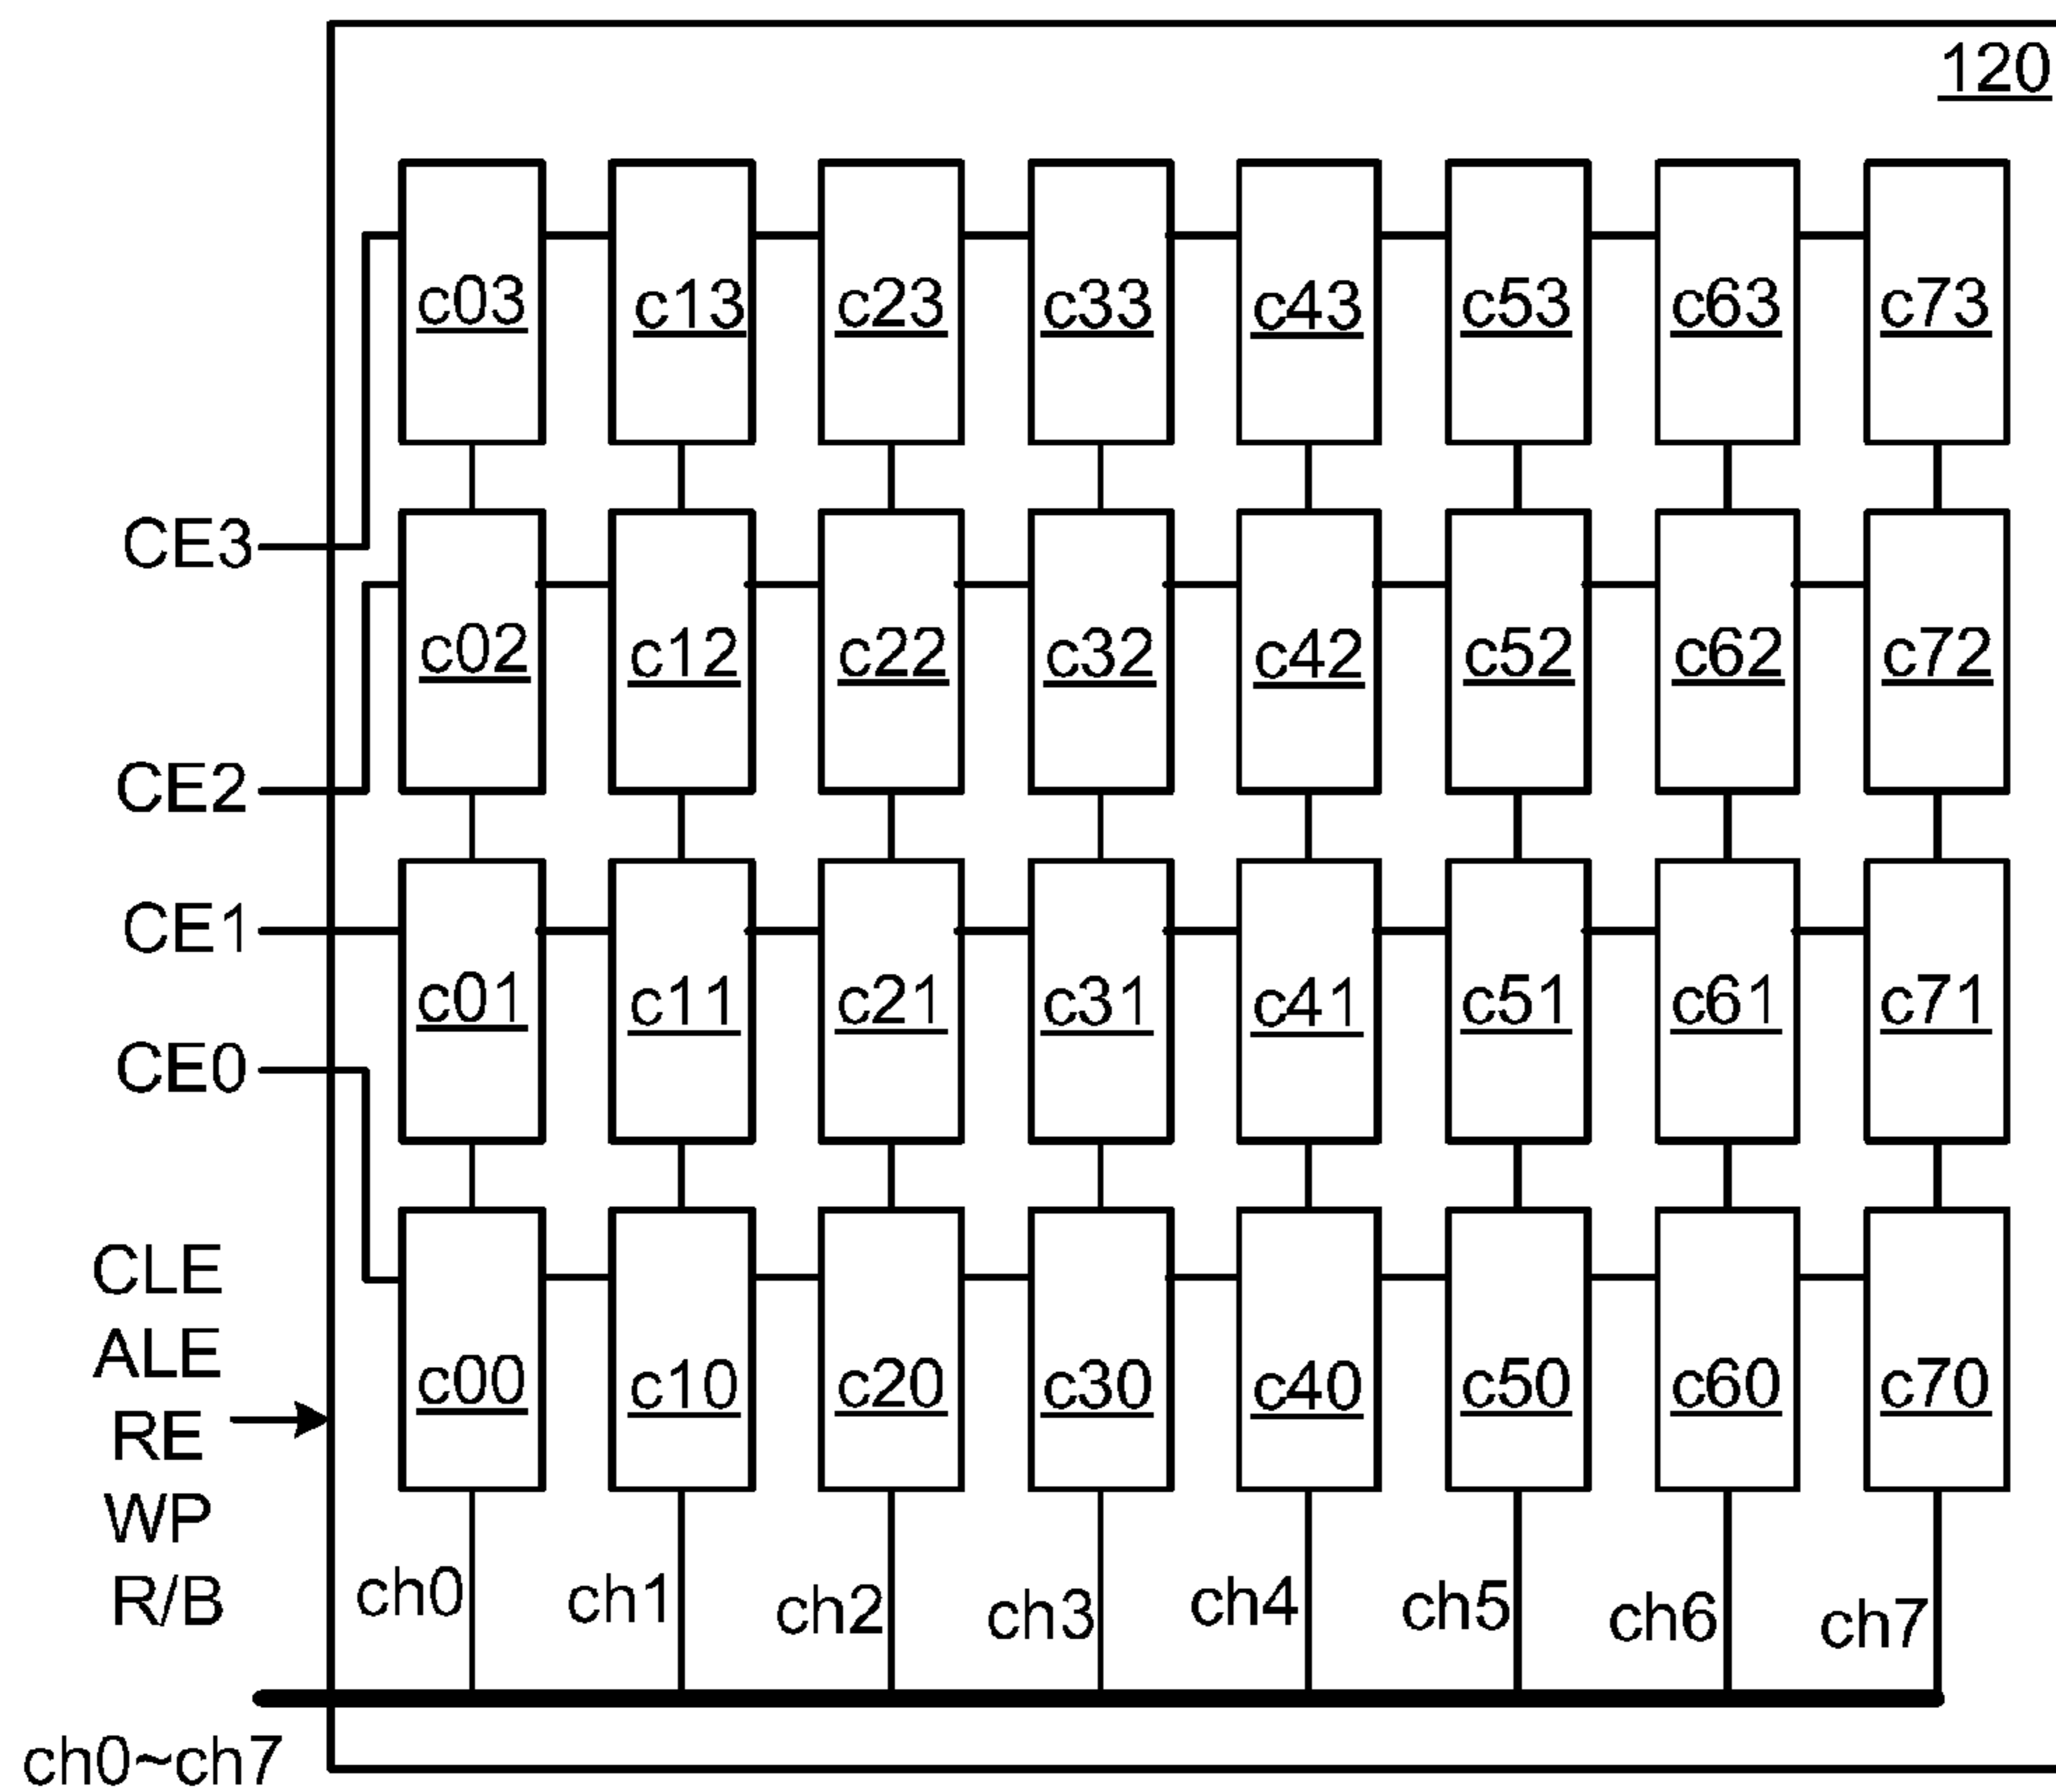 120
c03 c13 c23 c33 c43 c53 c63 c73
CE3
c02 c12 c22 c32 c42 c52 c62 c72
CE2
CE1
c01 c11 c21 c31 c41 c51 c61 c71
CE0
CLE
ALE
RE
WP
R/B
c00 c10 c20 c30 c40 c50 c60 c70
ch0 ch1 ch2 ch3 ch4 ch5 ch6 ch7
ch0~ch7